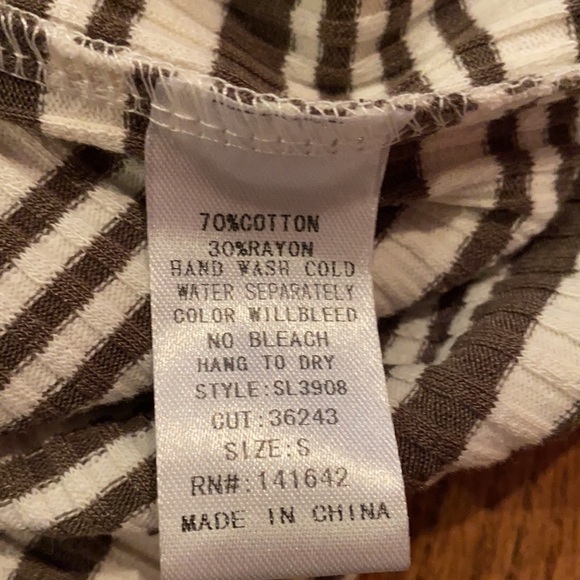 70%COTTON
30%RAYON
HAND WASH COLD
WATER SEPARATELY
COLOR WILLBLEED
NO BLEACH
HANG TO DRY
STYLE:SL3908
CUT:36243
SIZE:S
RN#:141642
MADE IN CHINA